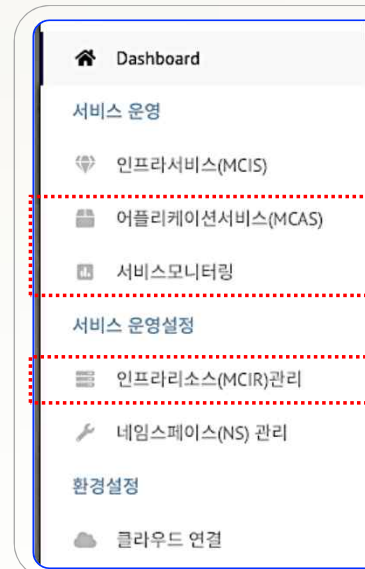 Dashboard
서비스 운영
인프라서비스(MCIS)
어플리케이션서비스(MCAS)
서비스모니터링
서비스 운영설정
인프라리소스(MCIR)관리
네임스페이스(NS) 관리
환경설정
클라우드 연결